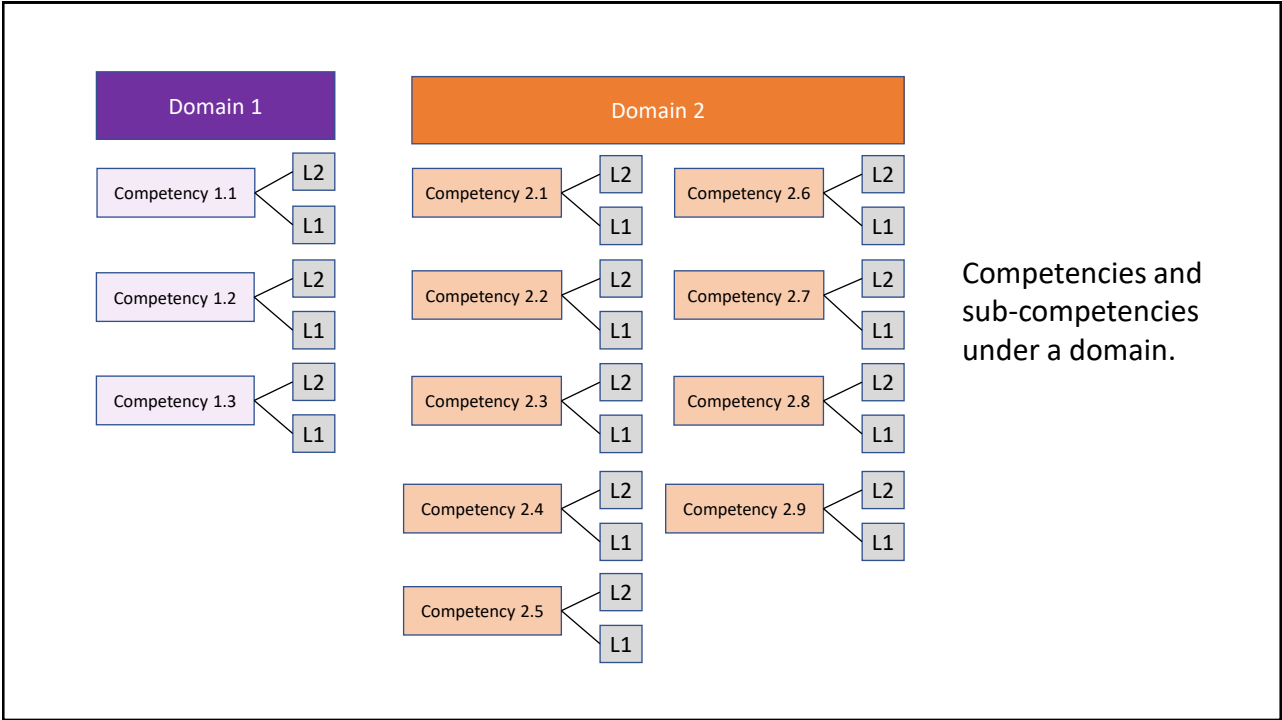 Domain 1
Competency 1.1
L2
L1
Competency 1.2
L2
L1
Competency 1.3
L2
L1
Domain 2
Competency 2.1
L2
L1
Competency 2.2
L2
L1
Competency 2.3
L2
L1
Competency 2.4
L2
L1
Competency 2.5
L2
L1
Competency 2.6
L2
L1
Competency 2.7
L2
L1
Competency 2.8
L2
L1
Competency 2.9
L2
L1
Competencies and
sub-competencies
under a domain.